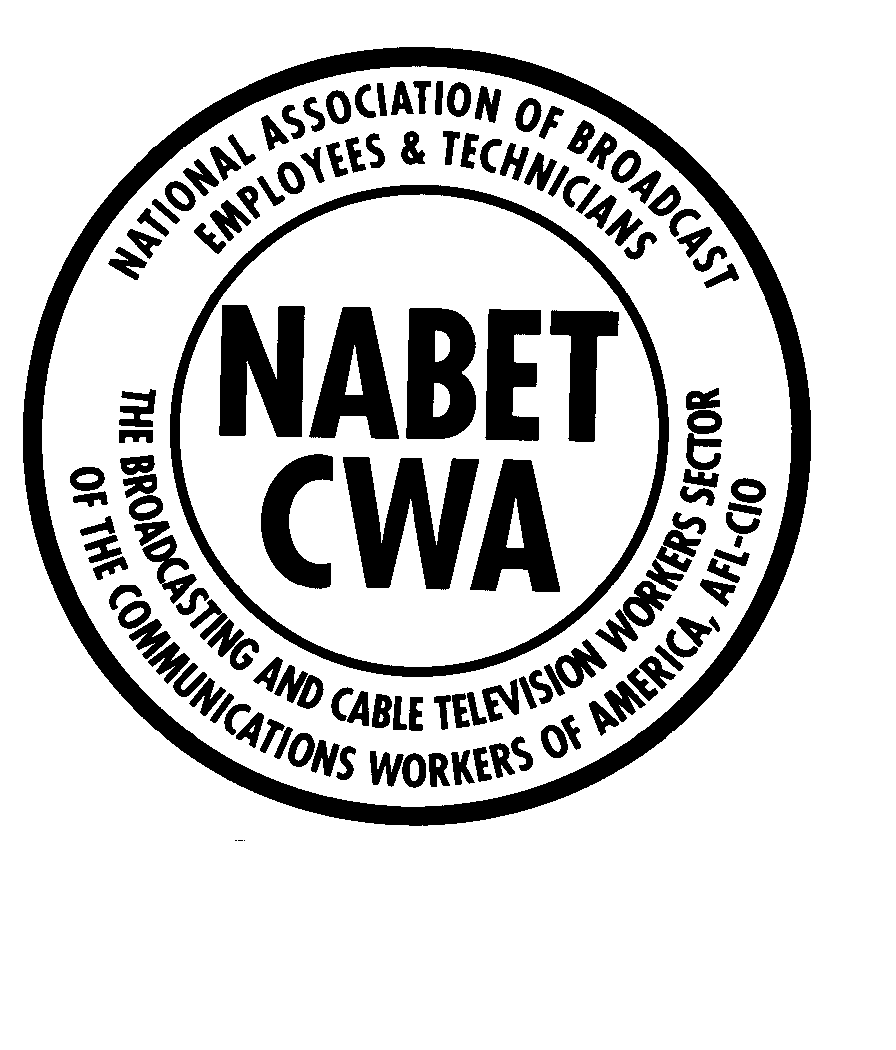 NATIONAL ASSOCIATION OF BROADCAST
EMPLOYEES & TECHNICIANS
NABET
CWA
THE BROADCASTING AND CABLE TELEVISION WORKERS SECTOR
OF THE COMMUNICATIONS WORKERS OF AMERICA, AFL-CIO